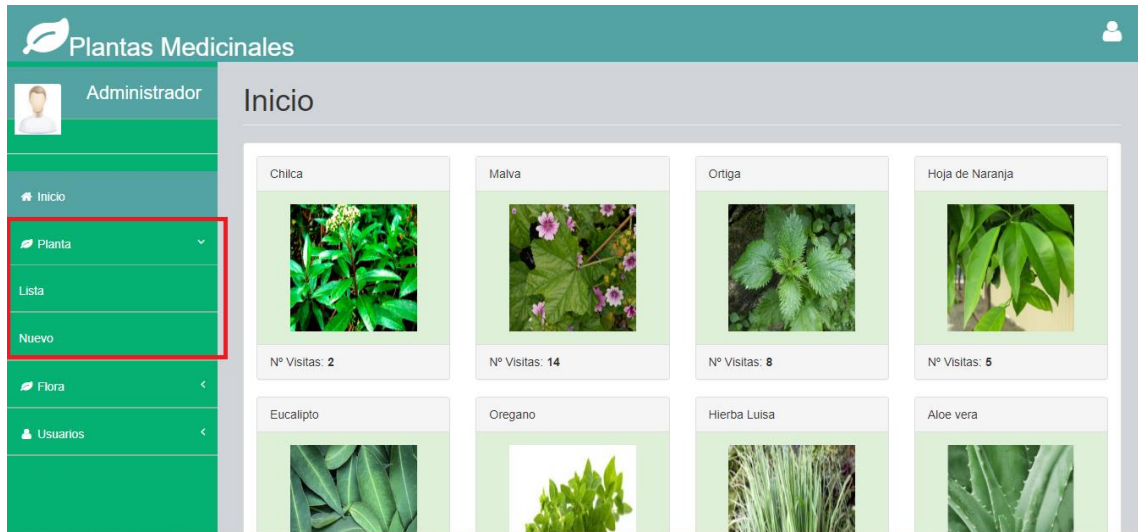 Plantas Medicinales
Administrador
Inicio
Planta
Lista
Nuevo
Flora
Usuarios
Inicio
Chilca
Malva
Ortiga
Hoja de Naranja
Nº Visitas: 2
Nº Visitas: 14
Nº Visitas: 8
Nº Visitas: 5
Eucalipto
Oregano
Hierba Luisa
Aloe vera